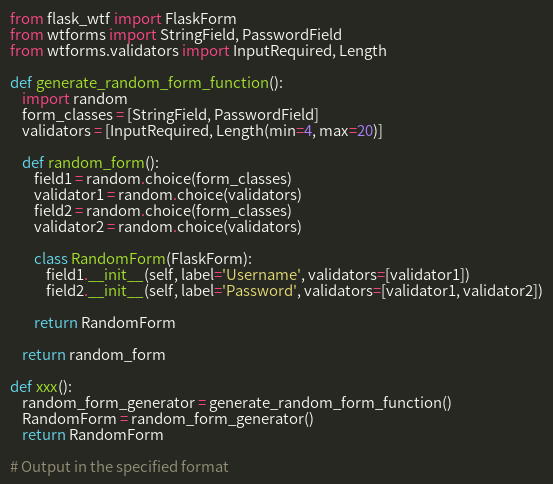 from flask_wtf import FlaskForm
from wtforms import StringField, PasswordField
from wtforms.validators import InputRequired, Length

def generate_random_form_function():
    import random
    form_classes = [StringField, PasswordField]
    validators = [InputRequired, Length(min=4, max=20)]

    def random_form():
        field1 = random.choice(form_classes)
        validator1 = random.choice(validators)
        field2 = random.choice(form_classes)
        validator2 = random.choice(validators)

        class RandomForm(FlaskForm):
            field1.__init__(self, label='Username', validators=[validator1])
            field2.__init__(self, label='Password', validators=[validator1, validator2])

        return RandomForm

    return random_form

def xxx():
    random_form_generator = generate_random_form_function()
    RandomForm = random_form_generator()
    return RandomForm

# Output in the specified format